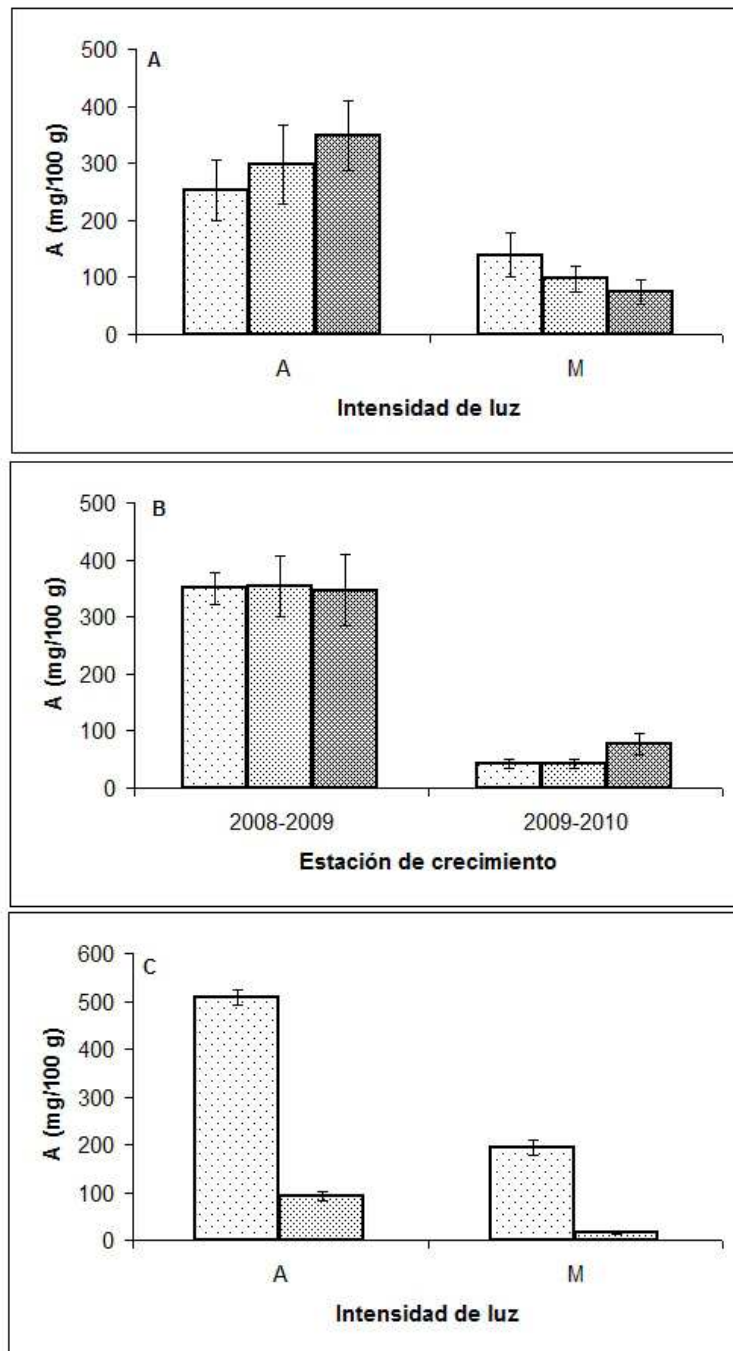 A
A (mg/100 g)
500
400
300
200
100
0
A M
Intensidad de luz
B
A (mg/100 g)
500
400
300
200
100
0
2008-2009 2009-2010
Estación de crecimiento
C
A (mg/100 g)
600
500
400
300
200
100
0
A M
Intensidad de luz